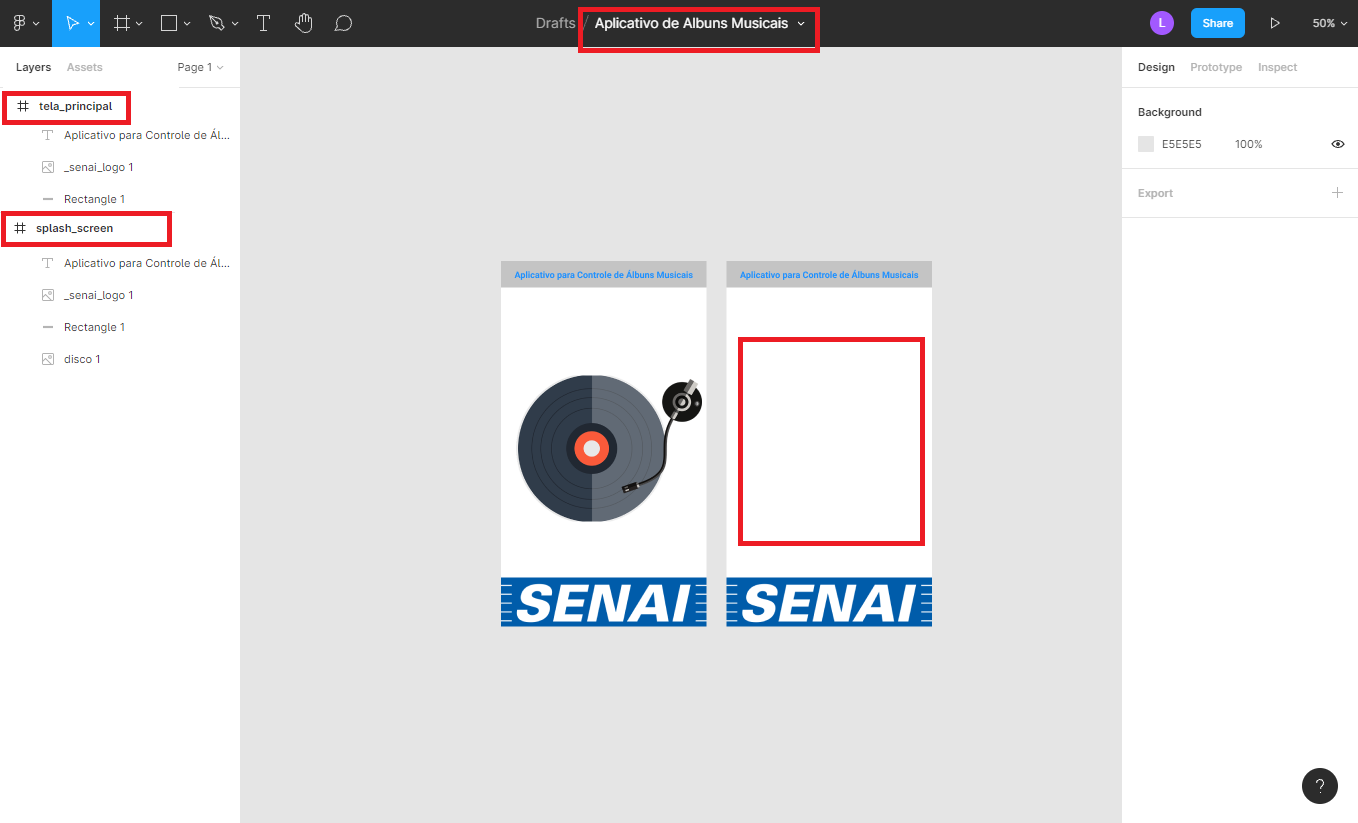 Drafts / Aplicativo de Albuns Musicais
L
Share
50%
Layers
Assets
Page 1
tela_principal
Aplicativo para Controle de Ál...
_senai_logo 1
Rectangle 1
splash_screen
Aplicativo para Controle de Ál...
_senai_logo 1
Rectangle 1
disco 1
Aplicativo para Controle de Álbuns Musicais
SENAI
Aplicativo para Controle de Álbuns Musicais
SENAI
Design
Prototype
Inspect
Background
E5E5E5
100%
Export
?